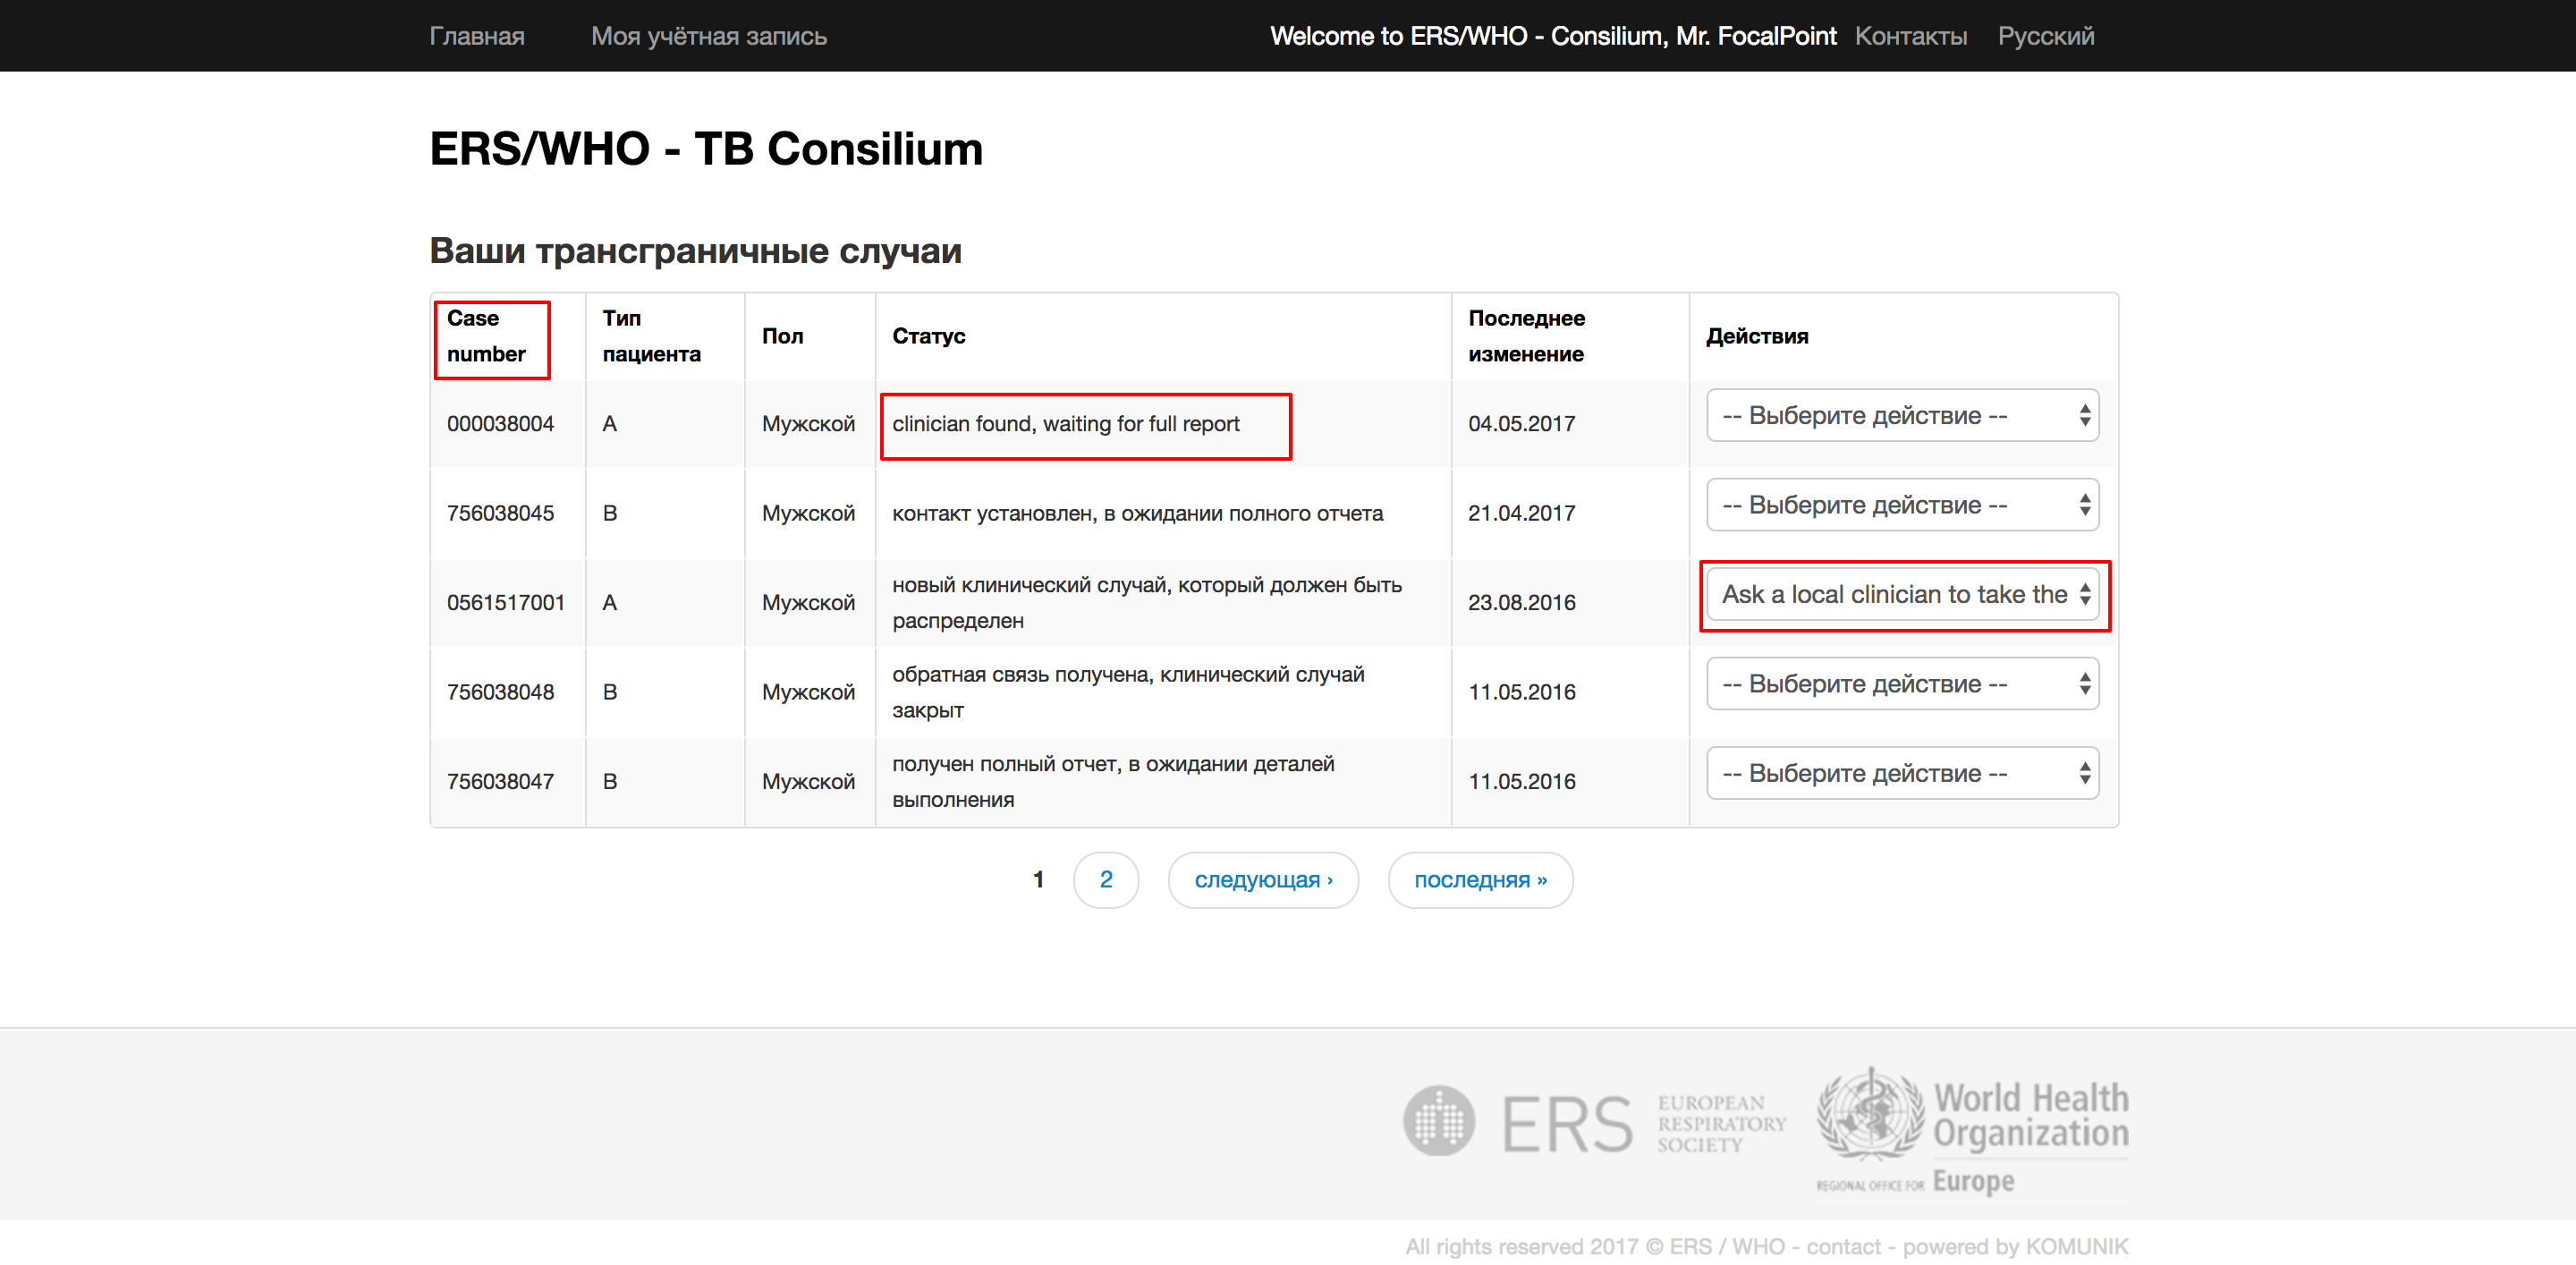 Главная Моя учётная запись Welcome to ERS/WHO - Consilium, Mr. FocalPoint Контакты Русский
ERS/WHO - TB Consilium
Ваши трансграничные случаи
Case number Тип пациента Пол Статус Последнее изменение Действия
000038004 A Мужской clinician found, waiting for full report 04.05.2017 -- Выберите действие --
756038045 B Мужской контакт установлен, в ожидании полного отчета 21.04.2017 -- Выберите действие --
0561517001 A Мужской новый клинический случай, который должен быть распределен 23.08.2016 Ask a local clinician to take the
756038048 B Мужской обратная связь получена, клинический случай закрыт 11.05.2016 -- Выберите действие --
756038047 B Мужской получен полный отчет, в ожидании деталей выполнения 11.05.2016 -- Выберите действие --
1 2 следующая › последняя »
ERS
EUROPEAN
RESPIRATORY
SOCIETY
World Health
Organization
REGIONAL OFFICE FOR Europe
All rights reserved 2017 © ERS / WHO - contact - powered by KOMUNIK